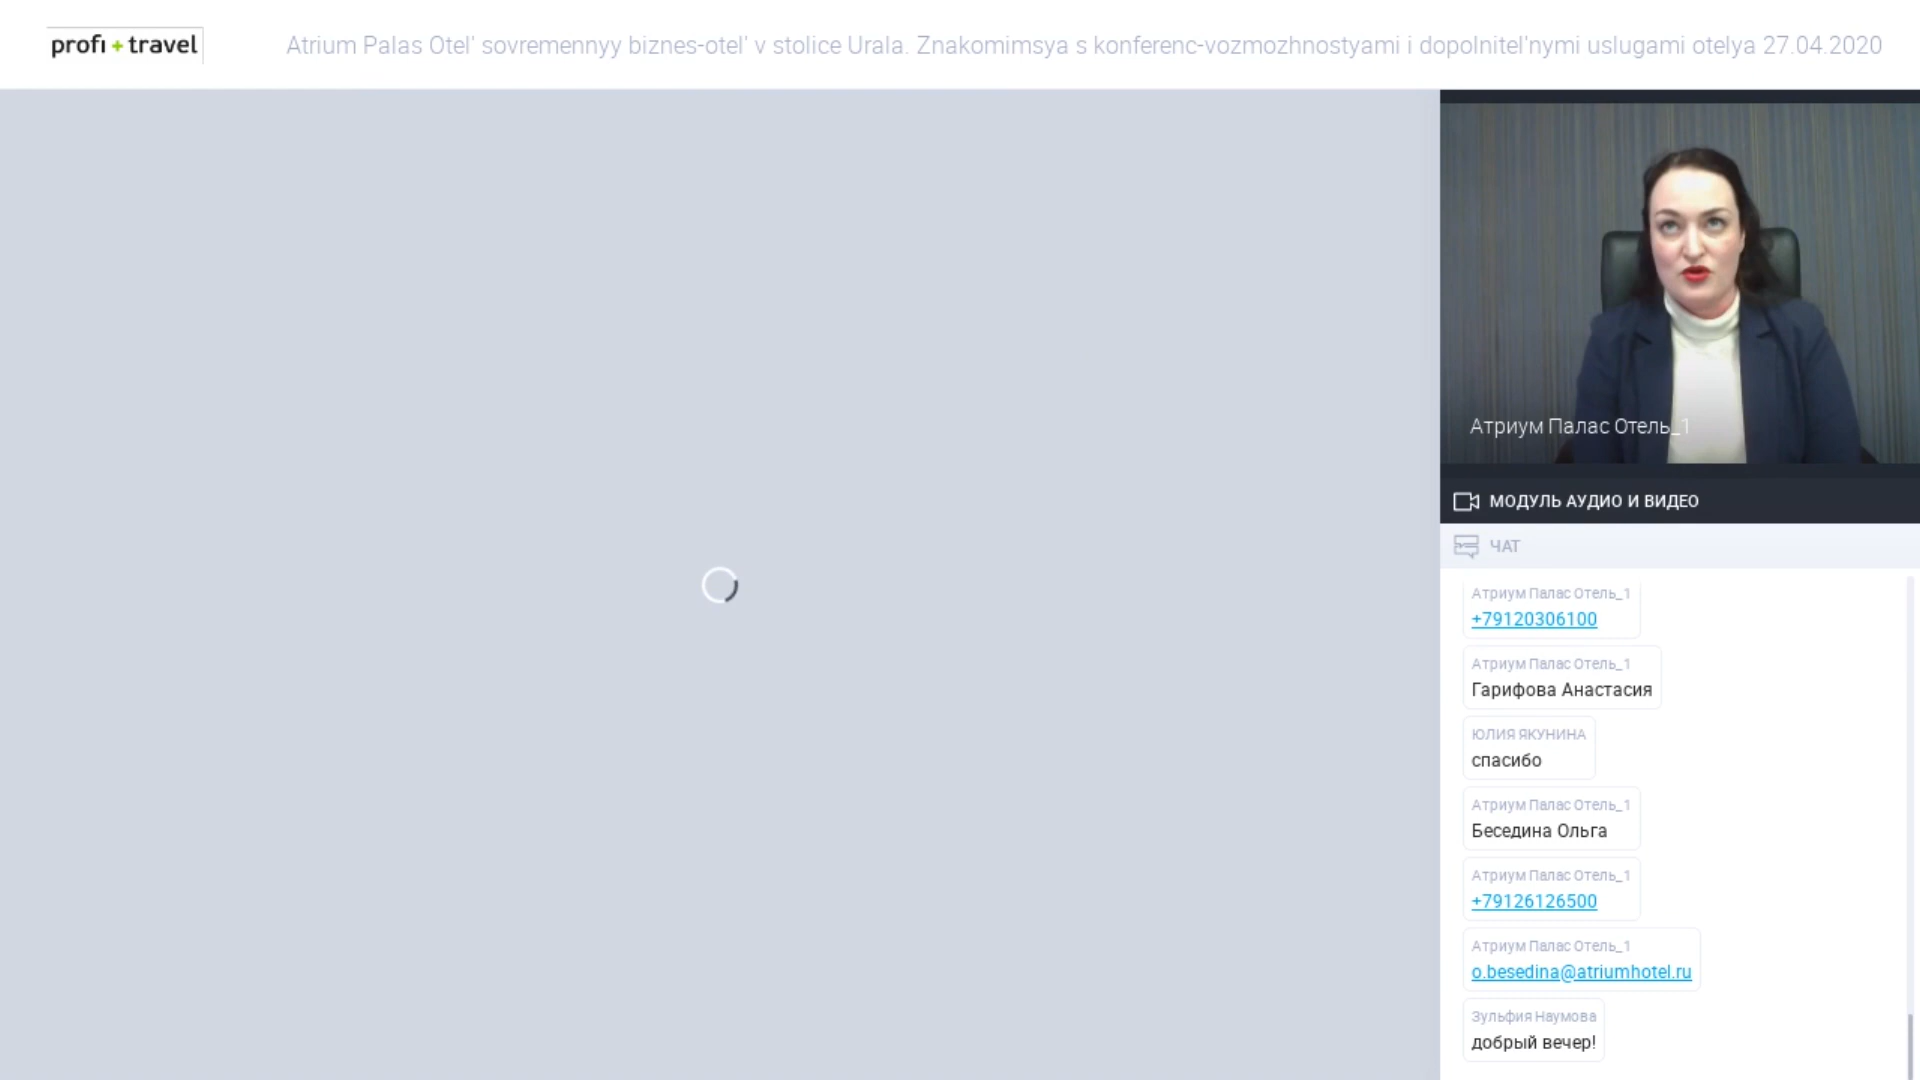 profi + travel
Atrium Palas Otel' sovremennyy biznes-otel' v stolice Urala. Znakomimsya s konferenc-vozmozhnostyami i dopolnitel'nymi uslugami otelya 27.04.2020
Атриум Палас Отель_1
МОДУЛЬ АУДИО И ВИДЕО
ЧАТ
Атриум Палас Отель_1
+79120306100
Атриум Палас Отель_1
Гарифова Анастасия
ЮЛИЯ ЯКУНИНА
спасибо
Атриум Палас Отель_1
Беседина Ольга
Атриум Палас Отель_1
+79126126500
Атриум Палас Отель_1
o.besedina@atriumhotel.ru
Зульфия Наумова
добрый вечер!